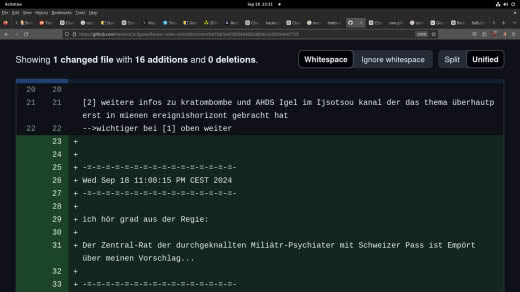 Activities
Sep 18 23:31
File Edit View History Bookmarks Tools Help
Showing 1 changed file with 16 additions and 0 deletions.
Whitespace Ignore whitespace Split Unified
20 20
21 21 [2] weitere infos zu kratombombe und AHDS Igel im Ijsotsou kanal der das thema überhautp
erst in mienen ereignishorizont gebracht hat
22 22 -->wichtiger bei [1] oben weiter
23 +
24 +
25 + -=-=-=-=-=-=-=-=-=-=-=-=-=-=-=-=-
26 + Wed Sep 18 11:08:15 PM CEST 2024
27 + -=-=-=-=-=-=-=-=-=-=-=-=-=-=-=-=-
28 +
29 + ich hör grad aus der Regie:
30 +
31 + Der Zentral-Rat der durchgeknallten Miliätr-Psychiater mit Schweizer Pass ist Empört
über meinen Vorschlag...
32 +
33 + -=-=-=-=-=-=-=-=-=-=-=-=-=-=-=-=-